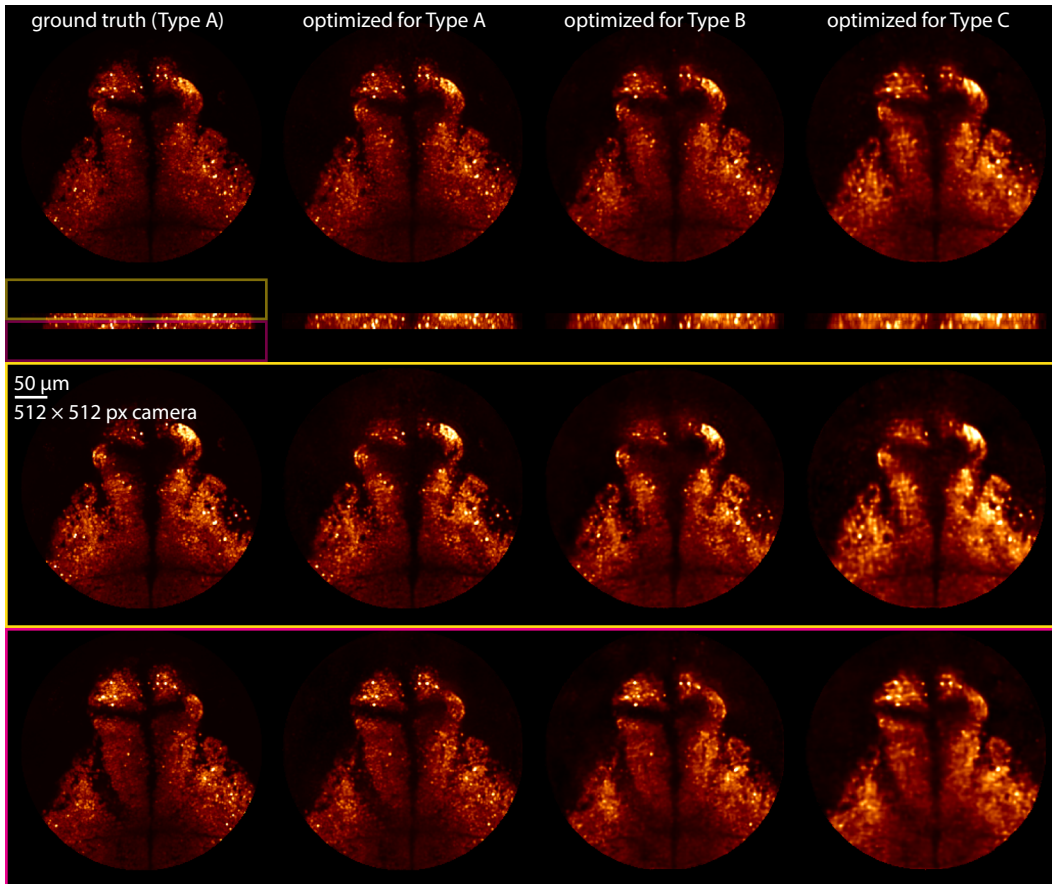 ground truth (Type A)
optimized for Type A
optimized for Type B
optimized for Type C
50 μm
512 × 512 px camera